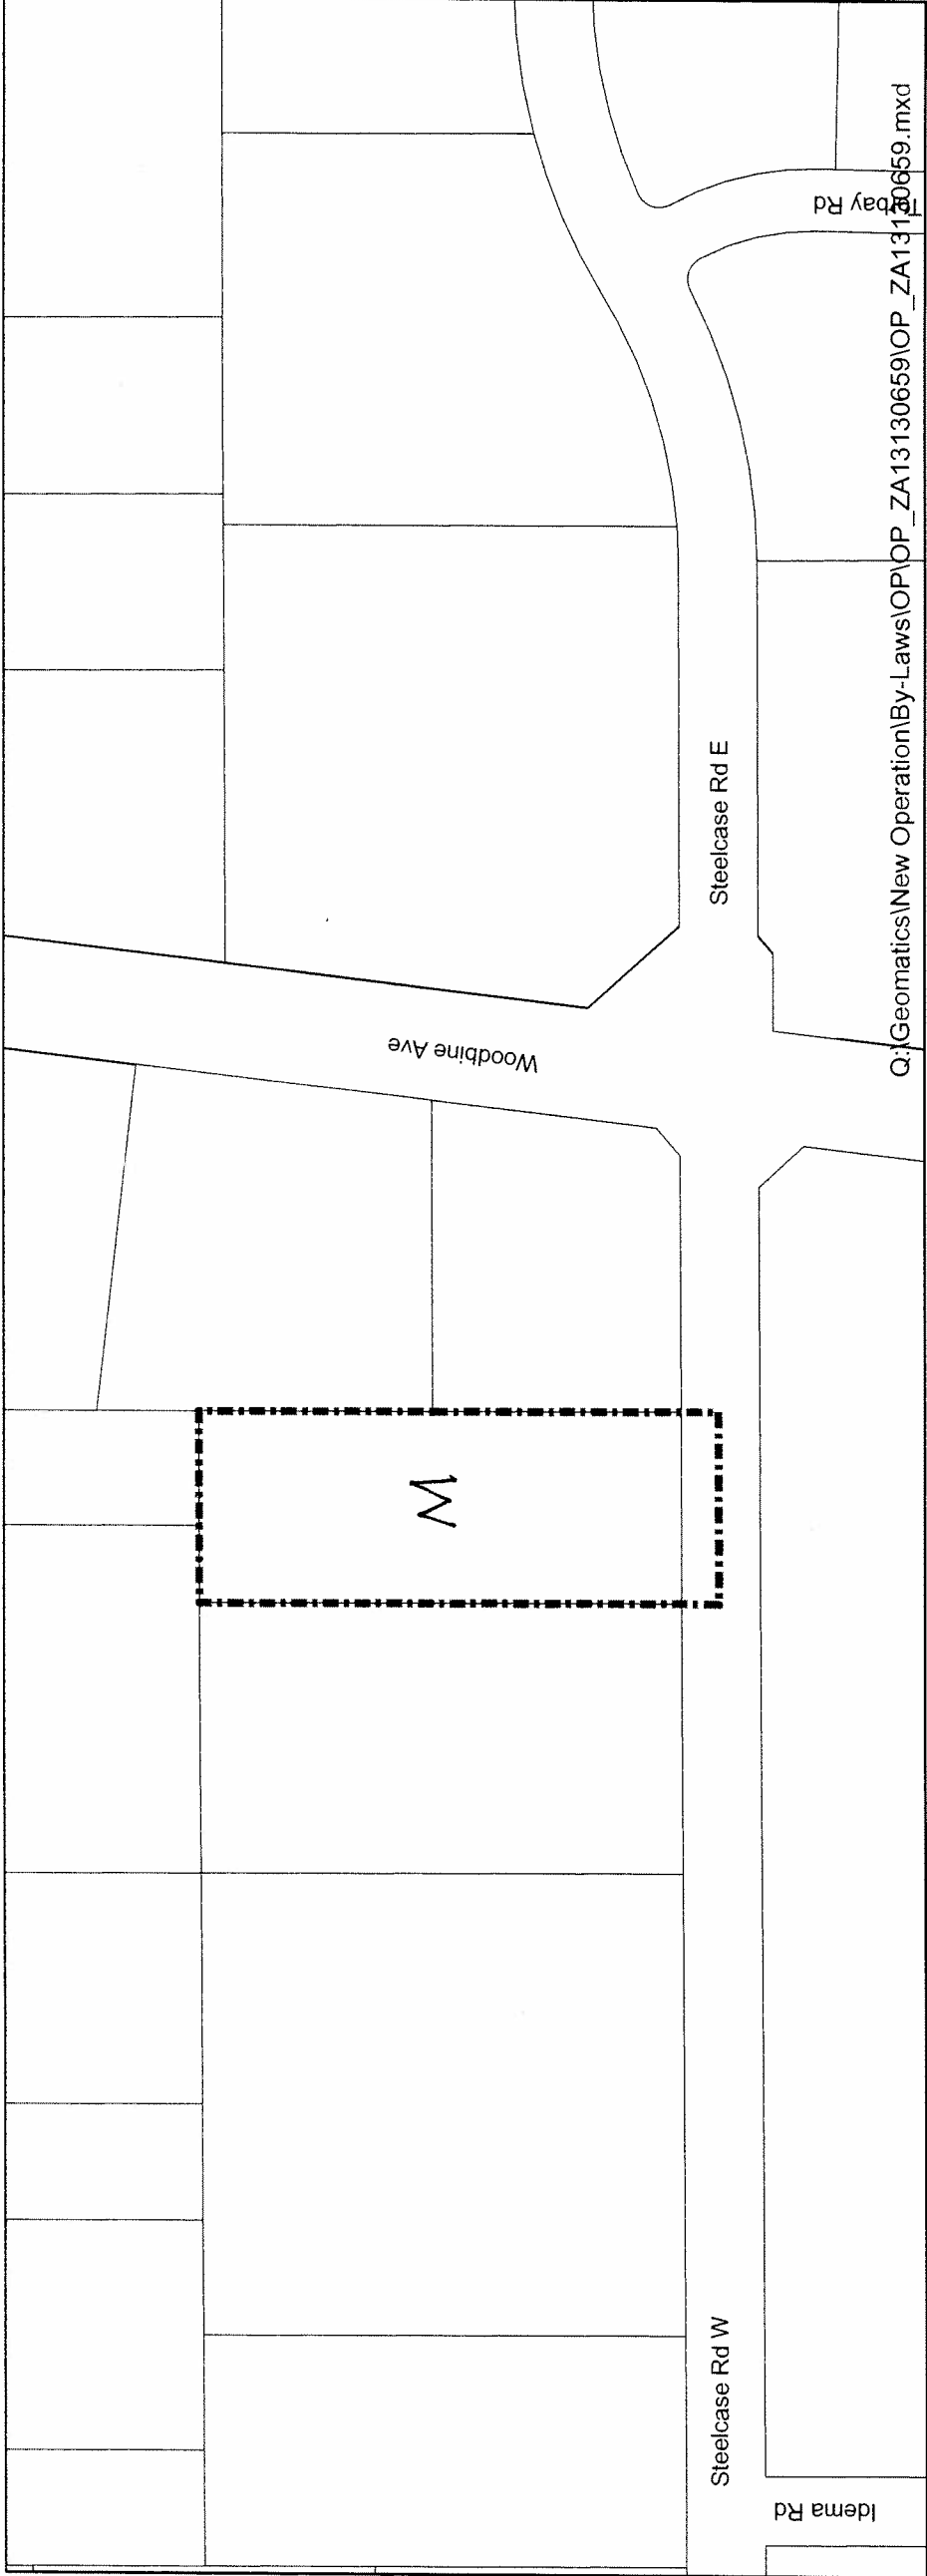 Woodbine Ave
Torbay Rd
M
Steelcase Rd W
Steelcase Rd E
Idema Rd
Q:\Geomatics\New Operation\By-Laws\OP\OP_ZA13130659\OP_ZA13130659.mxd